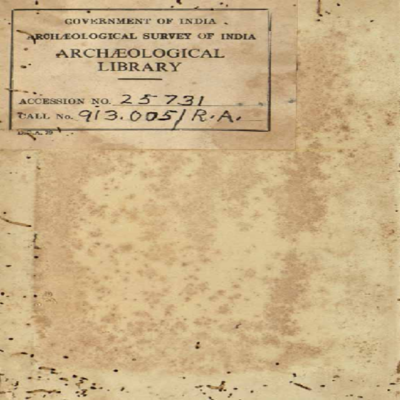 GOVERNMENT OF INDIA
ARCHÆOLOGICAL SURVEY OF INDIA
ARCHÆOLOGICAL
LIBRARY
ACCESSION NO. 25731
CALL No. 913.005/R.A.